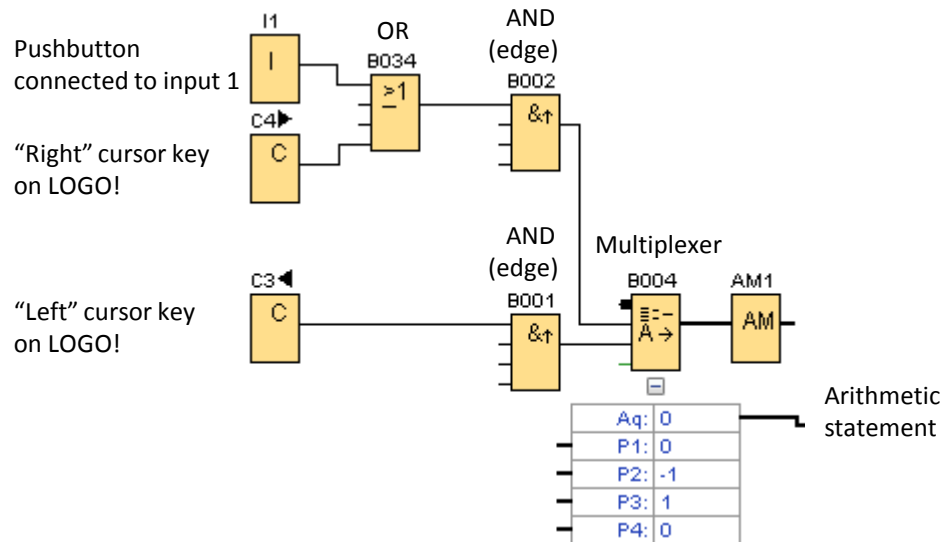 I1
Pushbutton
connected to input 1
I
OR
B034
>1
AND
(edge)
B002
&↑
C4▶
"Right" cursor key
on LOGO!
C
AND
(edge)
B001
&↑
Multiplexer
B004
A→
AM1
AM
C3◀
"Left" cursor key
on LOGO!
C
Arithmetic
statement
Aq: 0
P1: 0
P2: -1
P3: 1
P4: 0